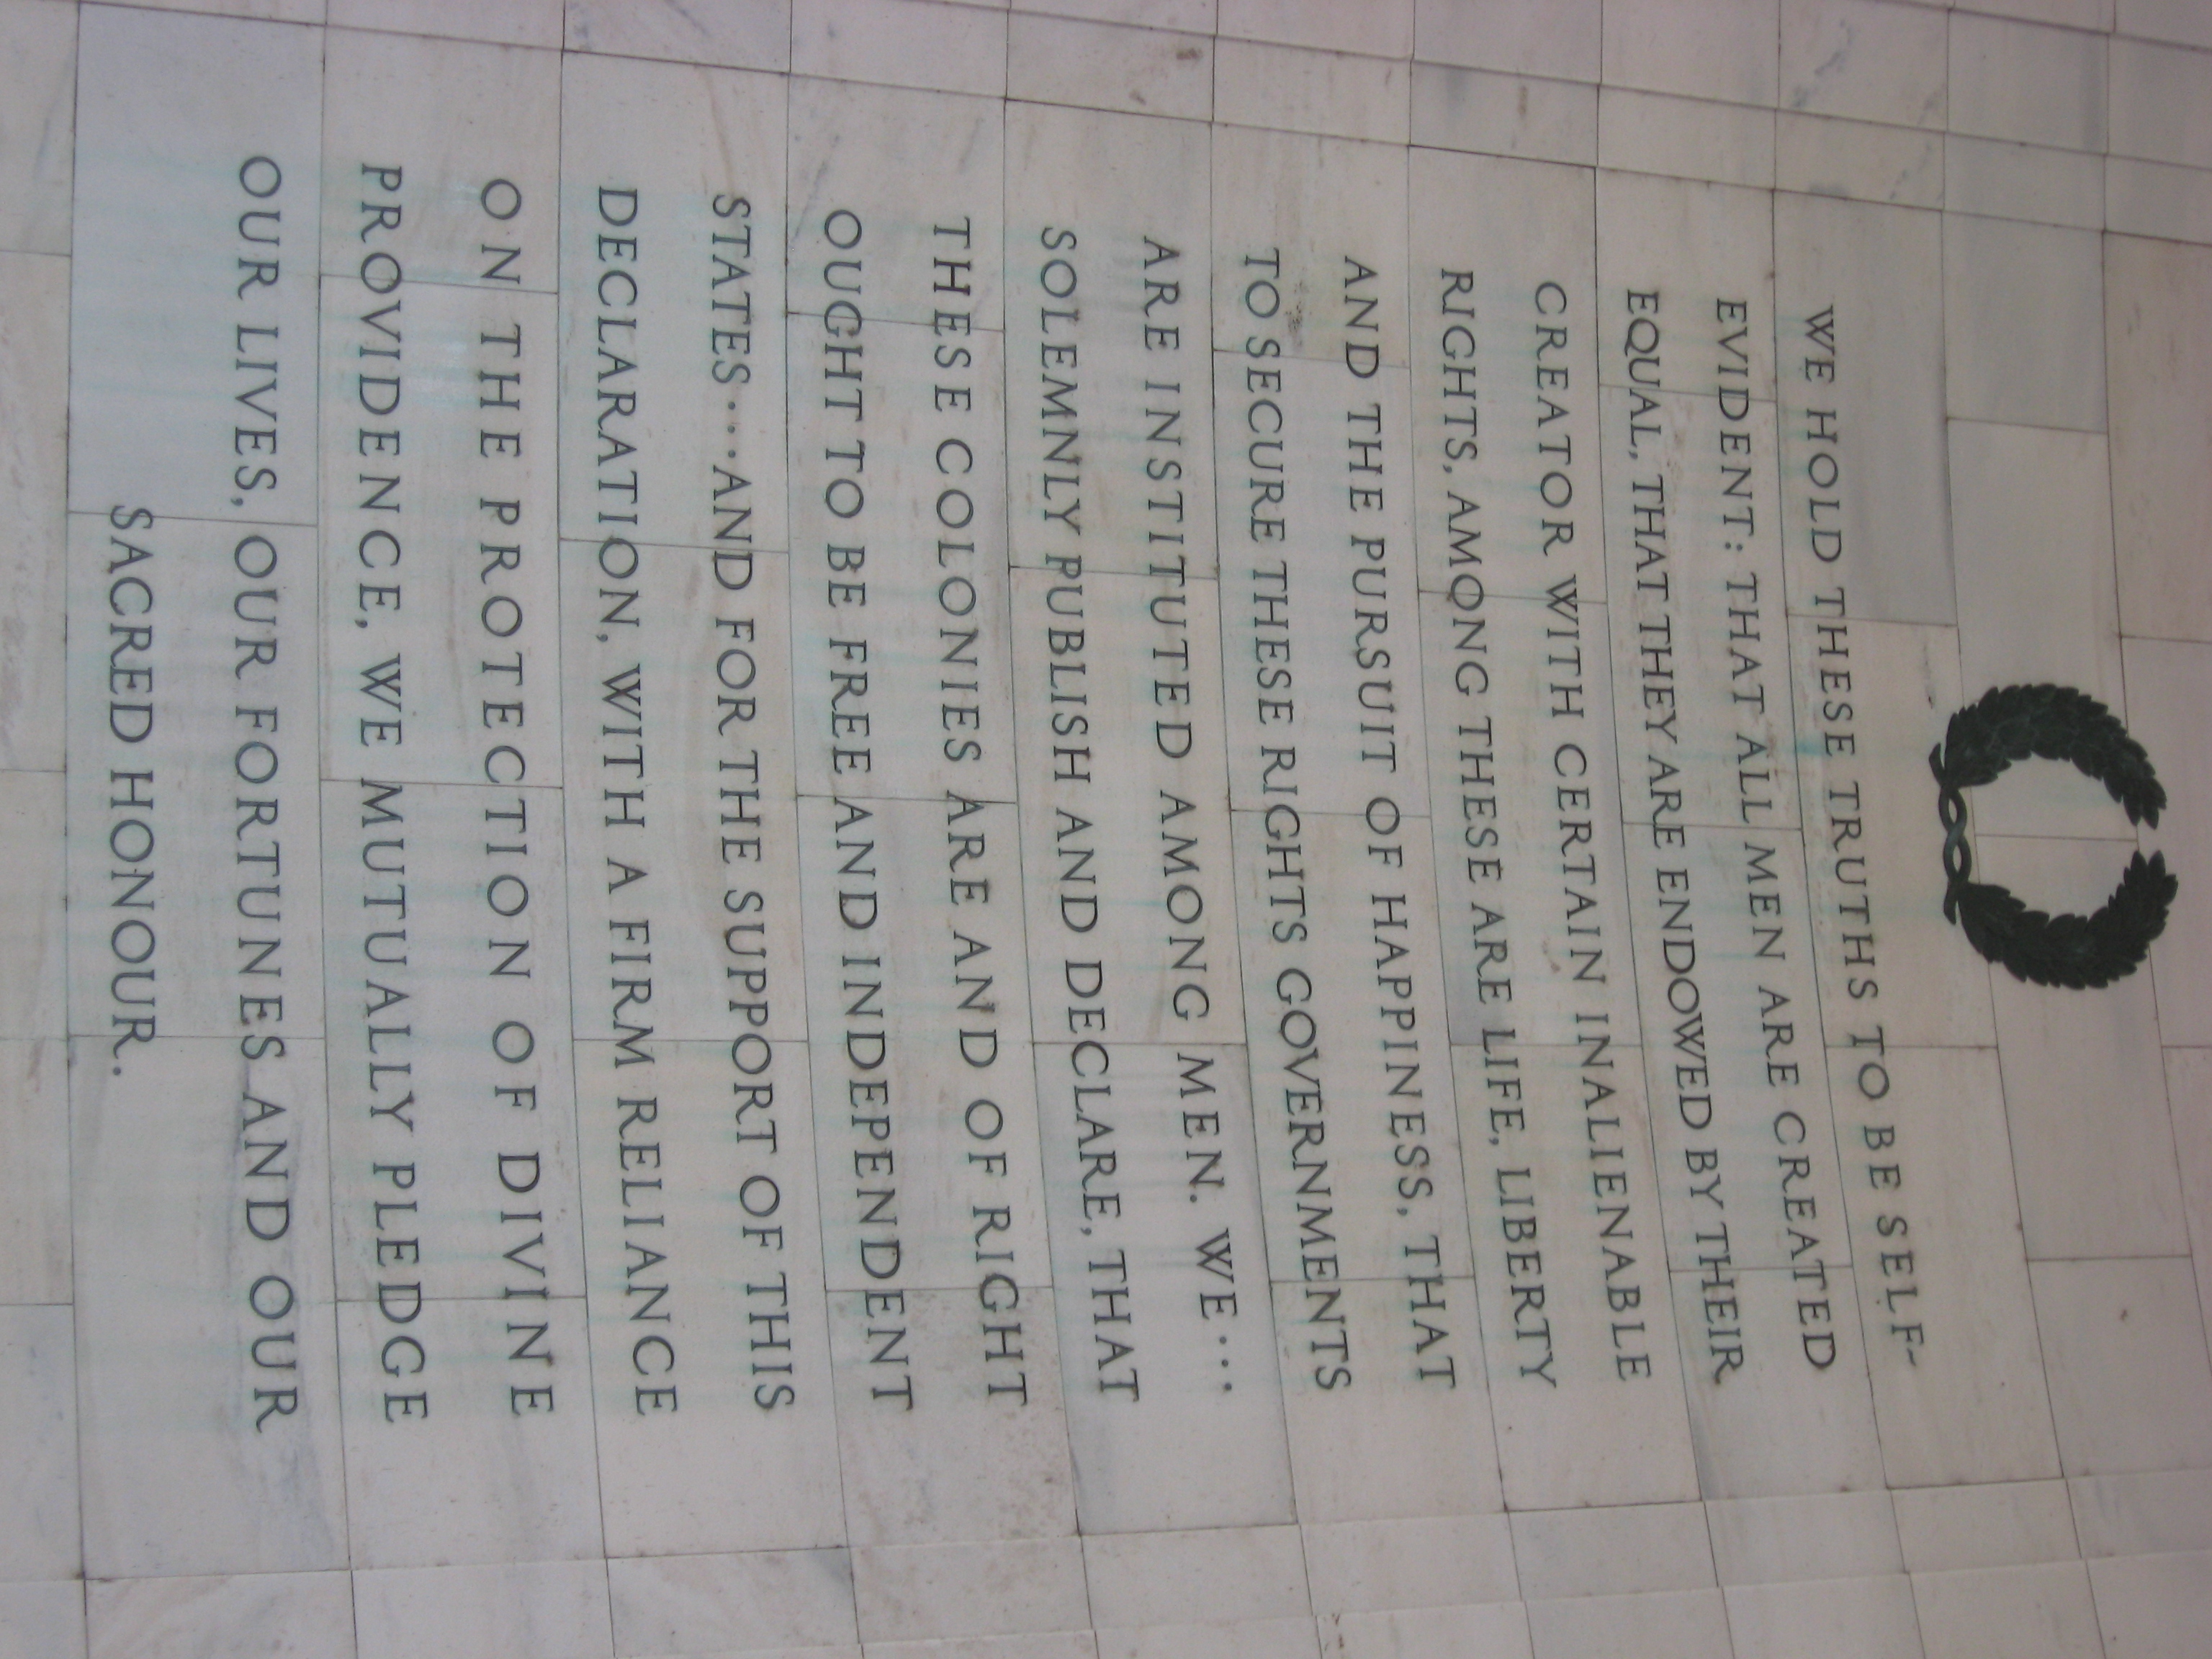 WE HOLD THESE TRUTHS TO BE SELF-
EVIDENT: THAT ALL MEN ARE CREATED
EQUAL, THAT THEY ARE ENDOWED BY THEIR
CREATOR WITH CERTAIN INALIENABLE
RIGHTS, AMONG THESE ARE LIFE, LIBERTY
AND THE PURSUIT OF HAPPINESS, THAT
TO SECURE THESE RIGHTS GOVERNMENTS
ARE INSTITUTED AMONG MEN. WE···
SOLEMNLY PUBLISH AND DECLARE, THAT
THESE COLONIES ARE AND OF RIGHT
OUGHT TO BE FREE AND INDEPENDENT
STATES···AND FOR THE SUPPORT OF THIS
DECLARATION, WITH A FIRM RELIANCE
ON THE PROTECTION OF DIVINE
PROVIDENCE, WE MUTUALLY PLEDGE
OUR LIVES, OUR FORTUNES AND OUR
SACRED HONOUR.